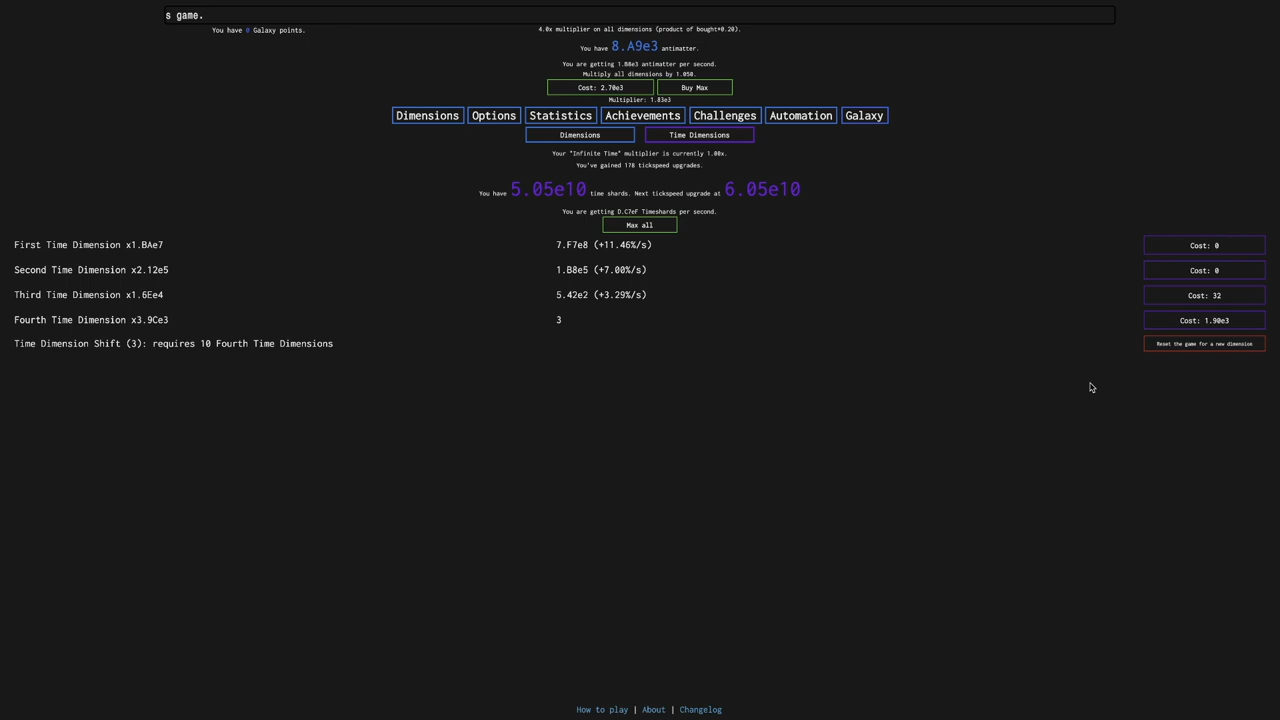 s game.
You have 0 Galaxy points.
4.0x multiplier on all dimensions (product of bought+0.20).
You have 8.A9e3 antimatter.
You are getting 1.B8e3 antimatter per second.
Multiply all dimensions by 1.050.
Cost: 2.70e3 Buy Max
Multiplier: 1.83e3
Dimensions Options Statistics Achievements Challenges Automation Galaxy
Dimensions Time Dimensions
Your "Infinite Time" multiplier is currently 1.00x.
You've gained 178 tickspeed upgrades.
You have 5.05e10 time shards. Next tickspeed upgrade at 6.05e10
You are getting D.C7eF Timeshards per second.
Max all
First Time Dimension x1.BAe7 7.F7e8 (+11.46%/s) Cost: 0
Second Time Dimension x2.12e5 1.B8e5 (+7.00%/s) Cost: 0
Third Time Dimension x1.6Ee4 5.42e2 (+3.29%/s) Cost: 32
Fourth Time Dimension x3.9Ce3 3 Cost: 1.90e3
Time Dimension Shift (3): requires 10 Fourth Time Dimensions Reset the game for a new dimension
How to play | About | Changelog